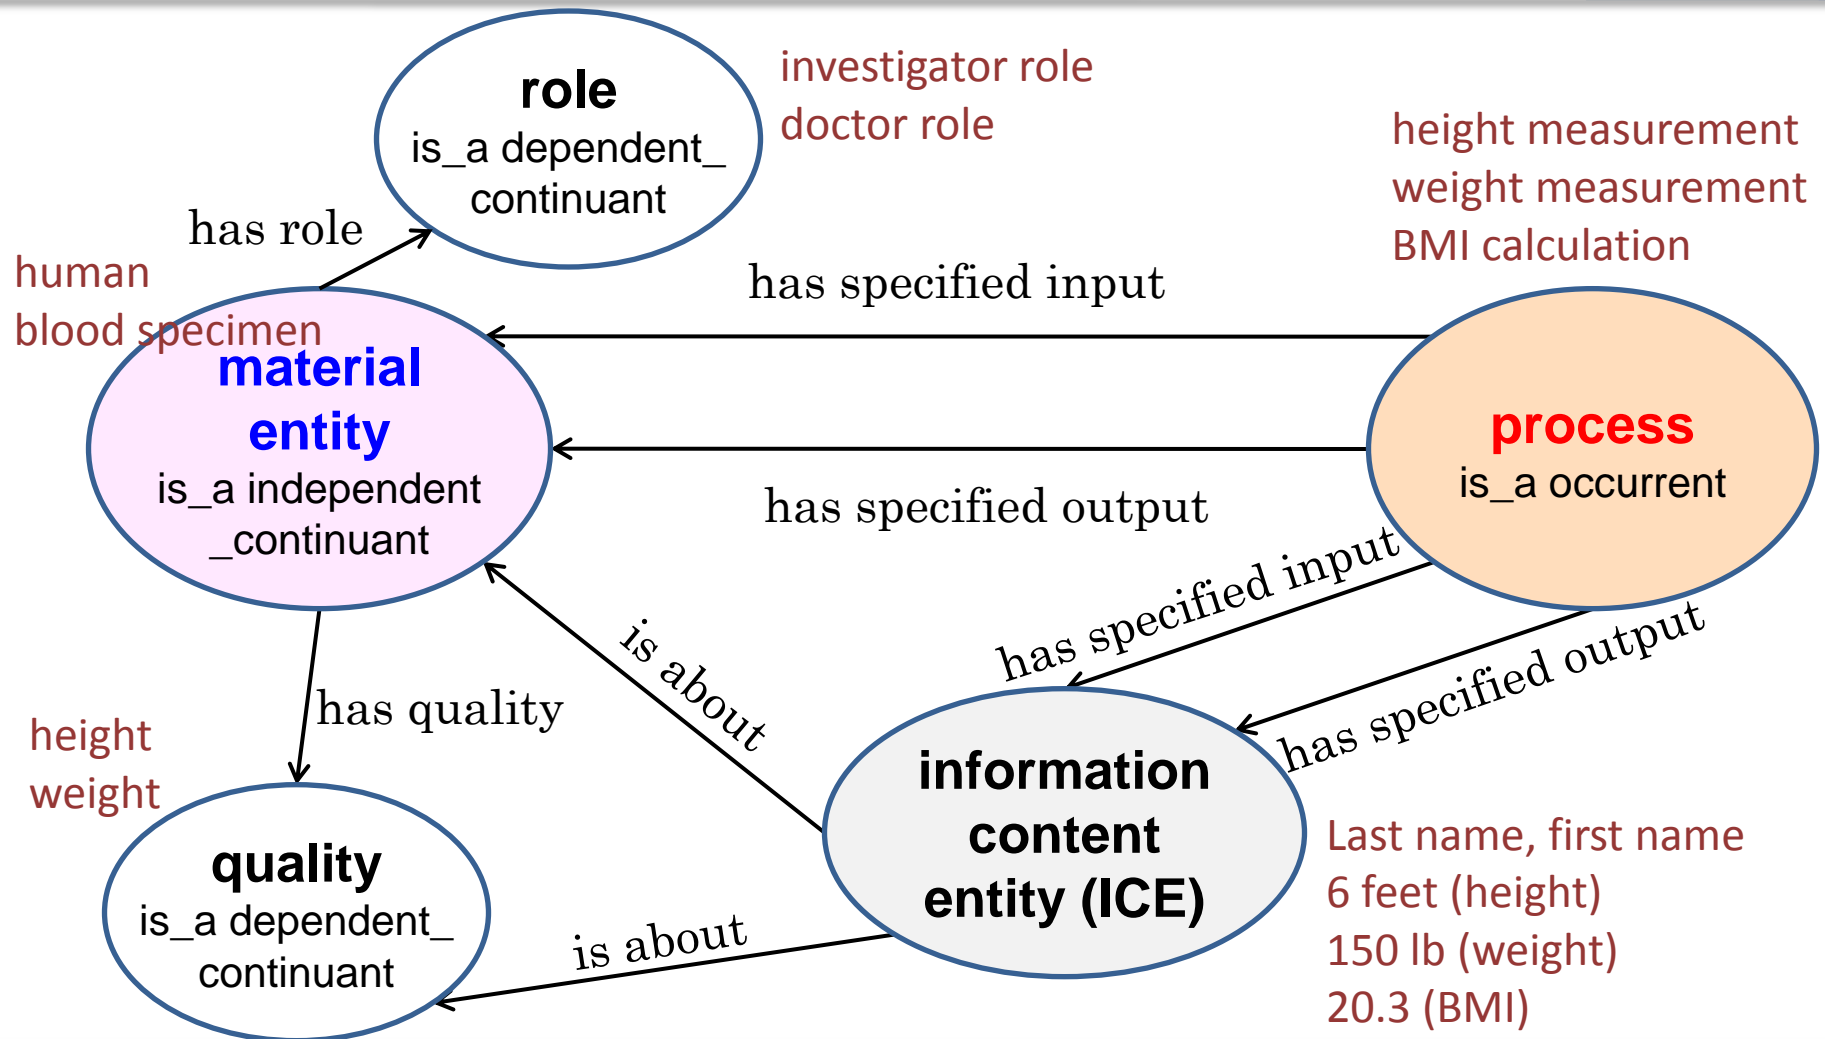 role
is_a dependent_
continuant
investigator role
doctor role
height measurement
weight measurement
BMI calculation
has role
human
blood specimen
has specified input
material
entity
is_a independent
_continuant
process
is_a occurrent
has specified output
has specified input
has specified output
is about
has quality
height
weight
information
content
entity (ICE)
quality
is_a dependent_
continuant
is about
Last name, first name
6 feet (height)
150 lb (weight)
20.3 (BMI)